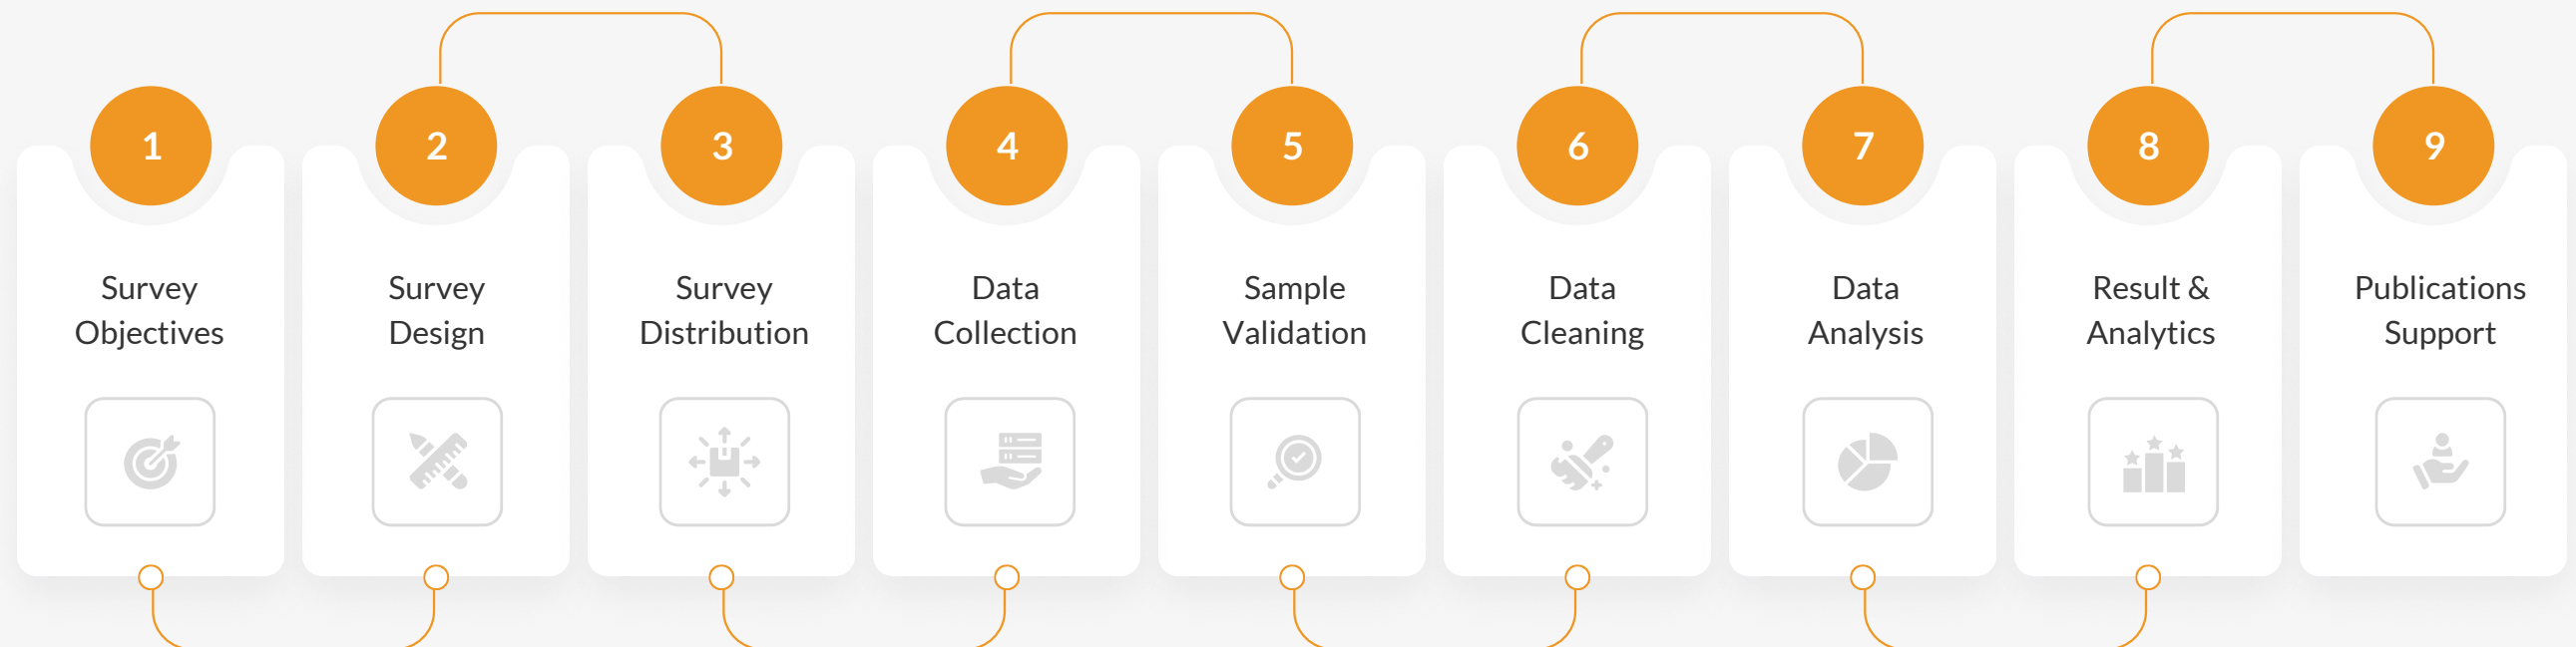 1
Survey
Objectives
2
Survey
Design
3
Survey
Distribution
4
Data
Collection
5
Sample
Validation
6
Data
Cleaning
7
Data
Analysis
8
Result &
Analytics
9
Publications
Support